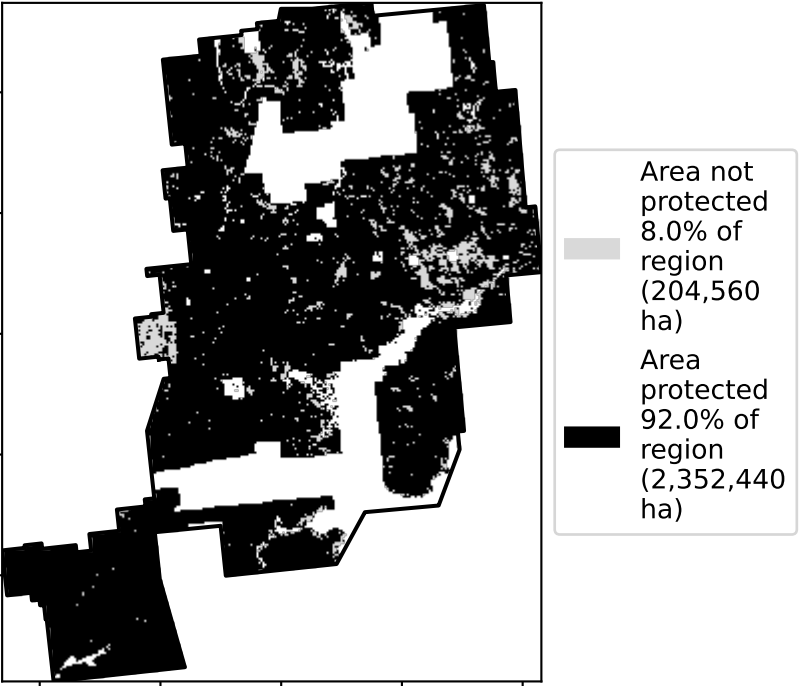 Area not
protected
8.0% of
region
(204,560
ha)
Area
protected
92.0% of
region
(2,352,440
ha)